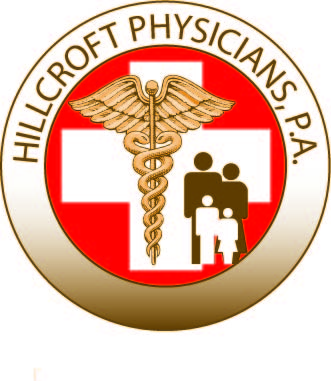 HILLCROFT PHYSICIANS, P.A.